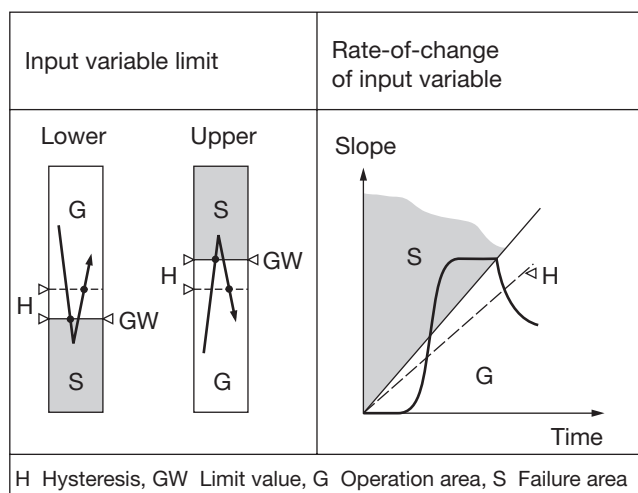 Input variable limit
Rate-of-change
of input variable
Lower
Upper
G
H
GW
S
S
GW
H
G
Slope
S
H
G
Time
H Hysteresis, GW Limit value, G Operation area, S Failure area